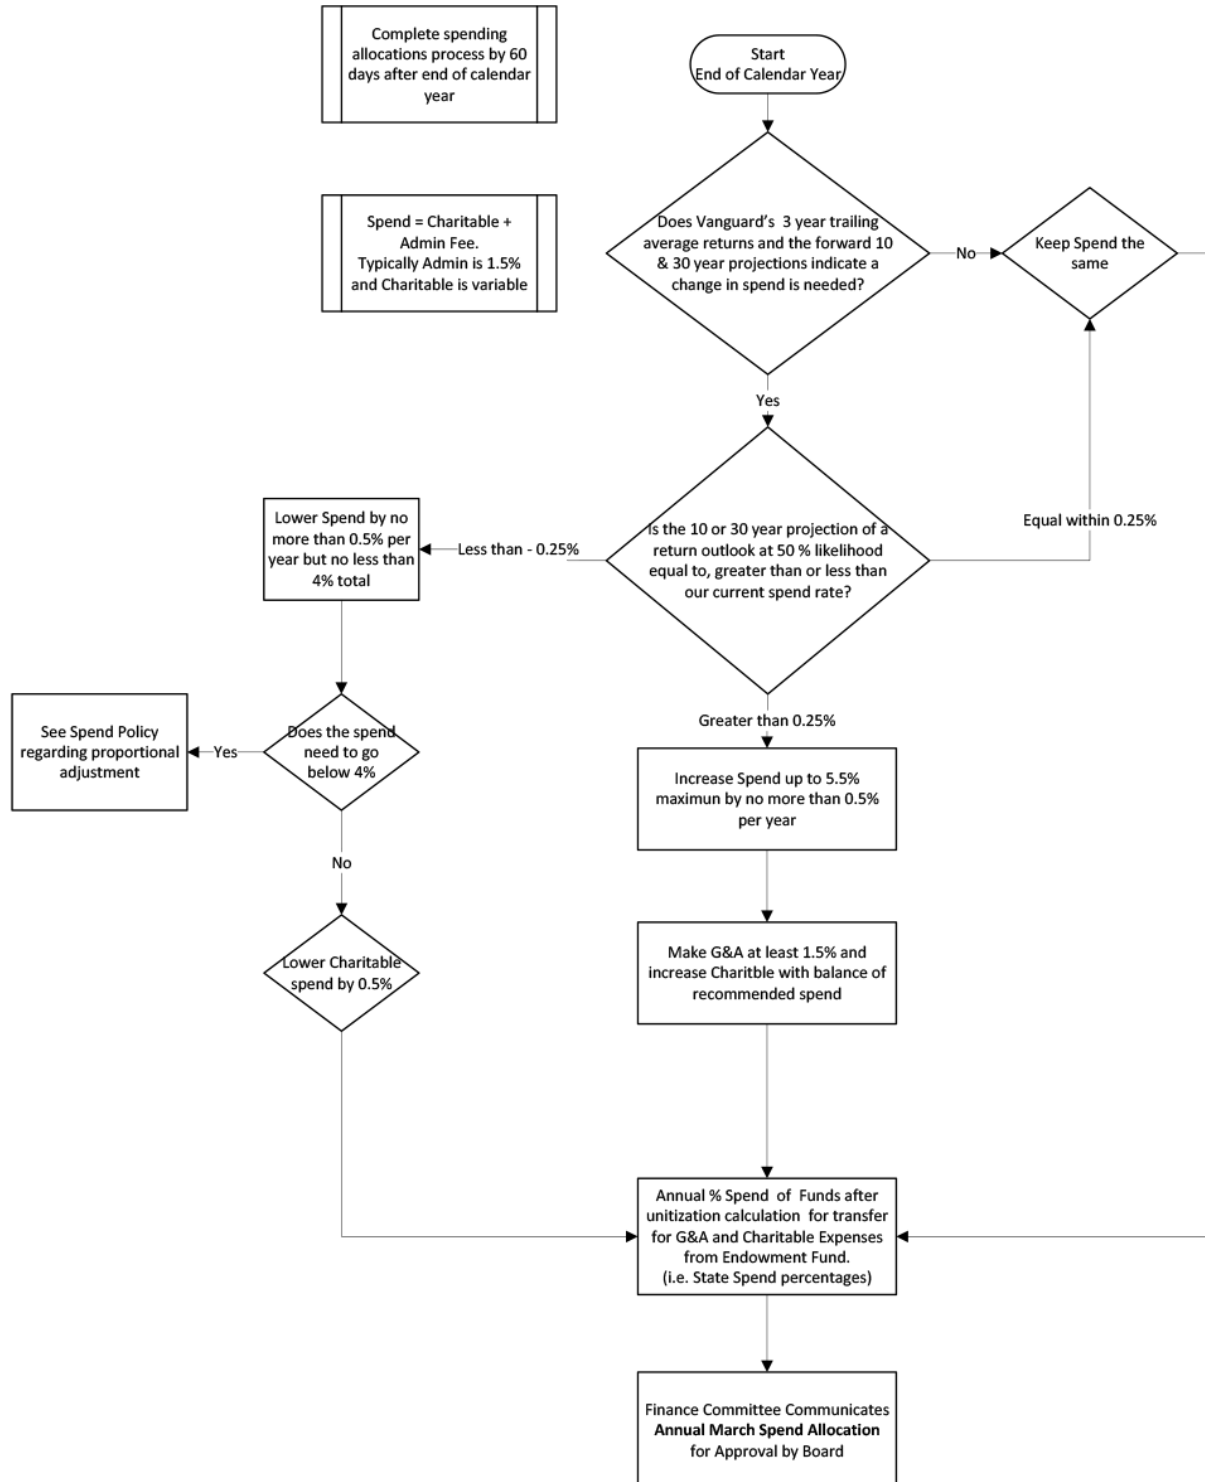 Complete spending
allocations process by 60
days after end of calendar
year
Start
End of Calendar Year
Spend = Charitable +
Admin Fee.
Typically Admin is 1.5%
and Charitable is variable
Does Vanguard's 3 year trailing
average returns and the forward 10
& 30 year projections indicate a
change in spend is needed?
No
Keep Spend the
same
Yes
Lower Spend by no
more than 0.5% per
year but no less than
4% total
Less than - 0.25%
Is the 10 or 30 year projection of a
return outlook at 50 % likelihood
equal to, greater than or less than
our current spend rate?
Equal within 0.25%
See Spend Policy
regarding proportional
adjustment
Yes
Does the spend
need to go
below 4%
Greater than 0.25%
Increase Spend up to 5.5%
maximun by no more than 0.5%
per year
No
Lower Charitable
spend by 0.5%
Make G&A at least 1.5% and
increase Charitble with balance of
recommended spend
Annual % Spend of Funds after
unitization calculation for transfer
for G&A and Charitable Expenses
from Endowment Fund.
(i.e. State Spend percentages)
Finance Committee Communicates
Annual March Spend Allocation
for Approval by Board